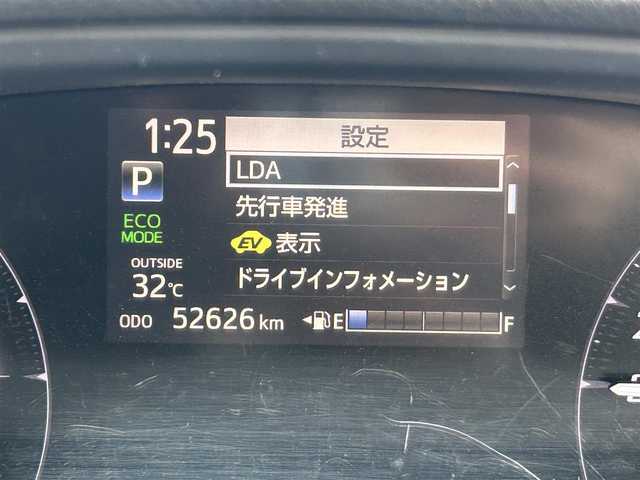 1:25
設定
P
LDA
先行車発進
ECO
MODE
EV 表示
OUTSIDE
32℃
ドライブインフォメーション
ODO 52626 km
E F